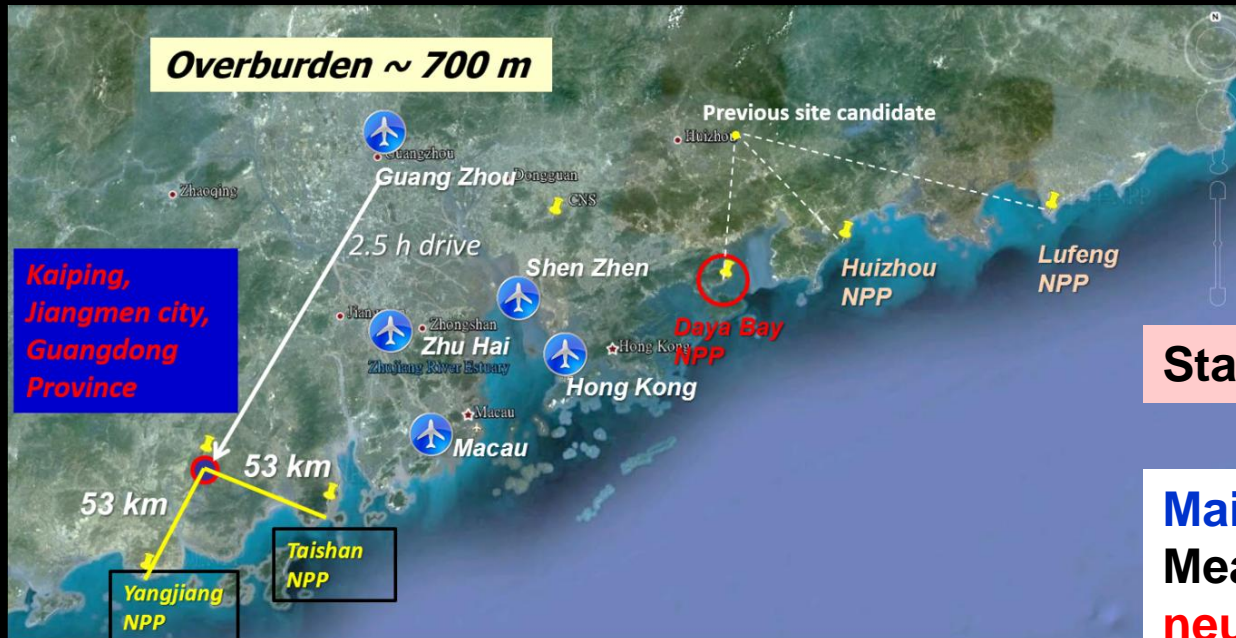 Overburden ~ 700 m
Previous site candidate
Huizhou
Guangzhou
Guang Zhou
Dongguan
CNS
Zhaoqing
2.5 h drive
Kaiping,
Jiangmen city,
Guangdong
Province
Shen Zhen
Huizhou
NPP
Lufeng
NPP
Daya Bay
NPP
Zhongshan
Zhu Hai
Zhujiang River Estuary
Hong Kong
Hong Kong
Macau
Macau
53 km
53 km
Taishan
NPP
Yangjiang
NPP
N
Sta
Mai
Mea
neu